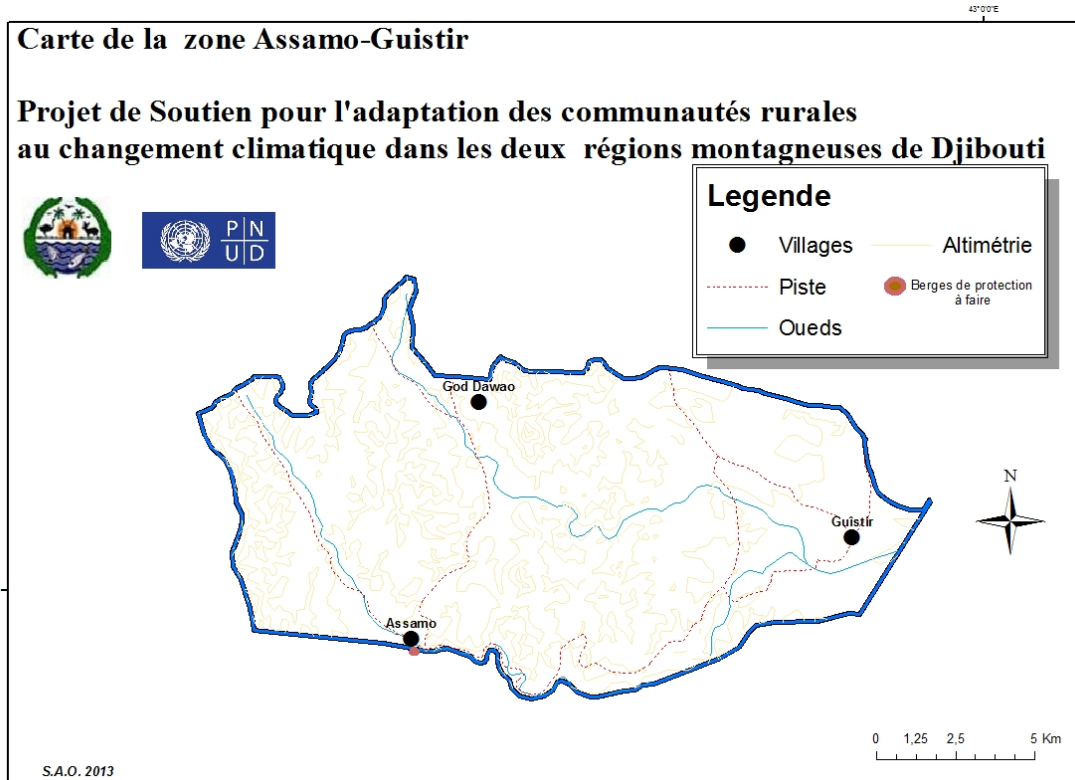 43°0'0"E
Carte de la zone Assamo-Guistir
Projet de Soutien pour l'adaptation des communautés rurales
au changement climatique dans les deux régions montagneuses de Djibouti
P N
U D
Legende
Villages
Altimétrie
Piste
Berges de protection
à faire
Oueds
God Dawao
Guistir
Assamo
N
0 1,25 2,5 5 Km
S.A.O. 2013